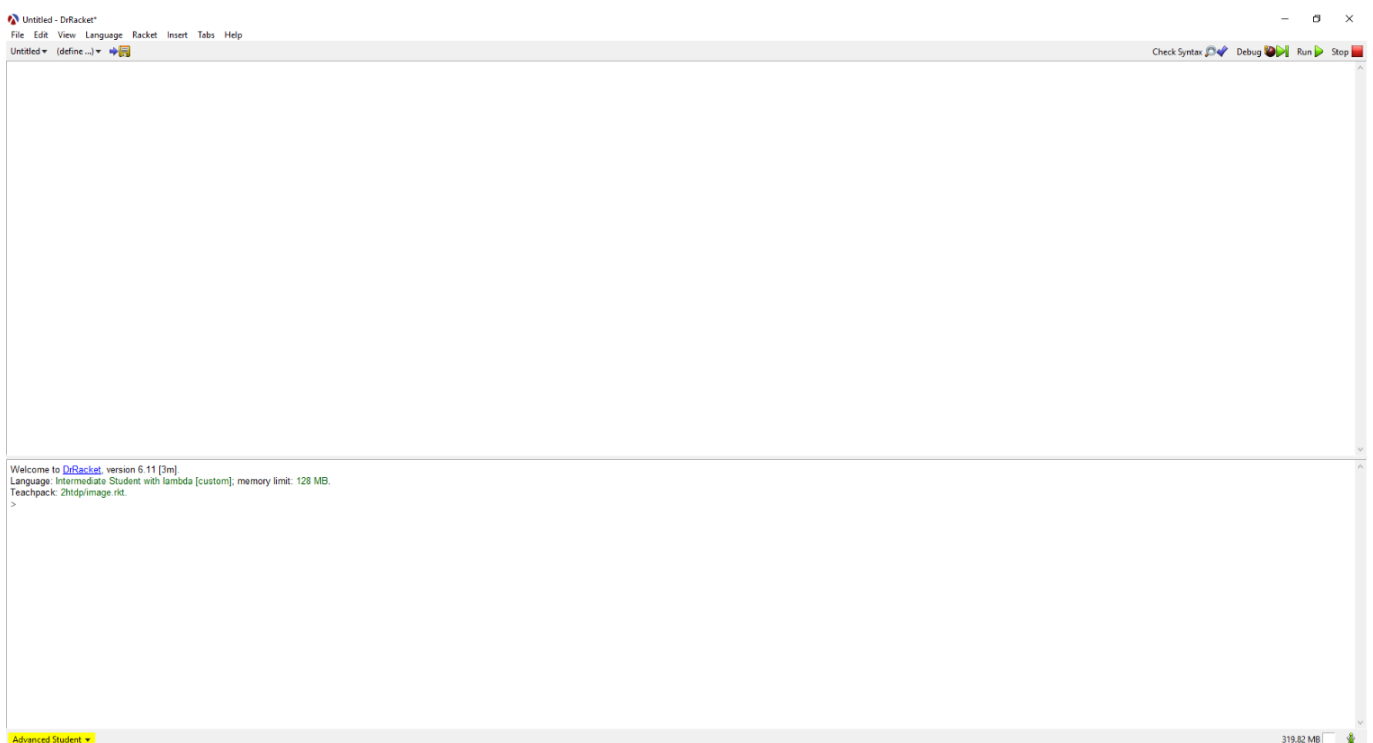 Untitled - DrRacket*
File Edit View Language Racket Insert Tabs Help
Untitled (define ...) Check Syntax Debug Run Stop
Welcome to DrRacket, version 6.11 [3m].
Language: Intermediate Student with lambda [custom]; memory limit: 128 MB.
Teachpack: 2htdp/image.rkt.
>
Advanced Student 319.82 MB